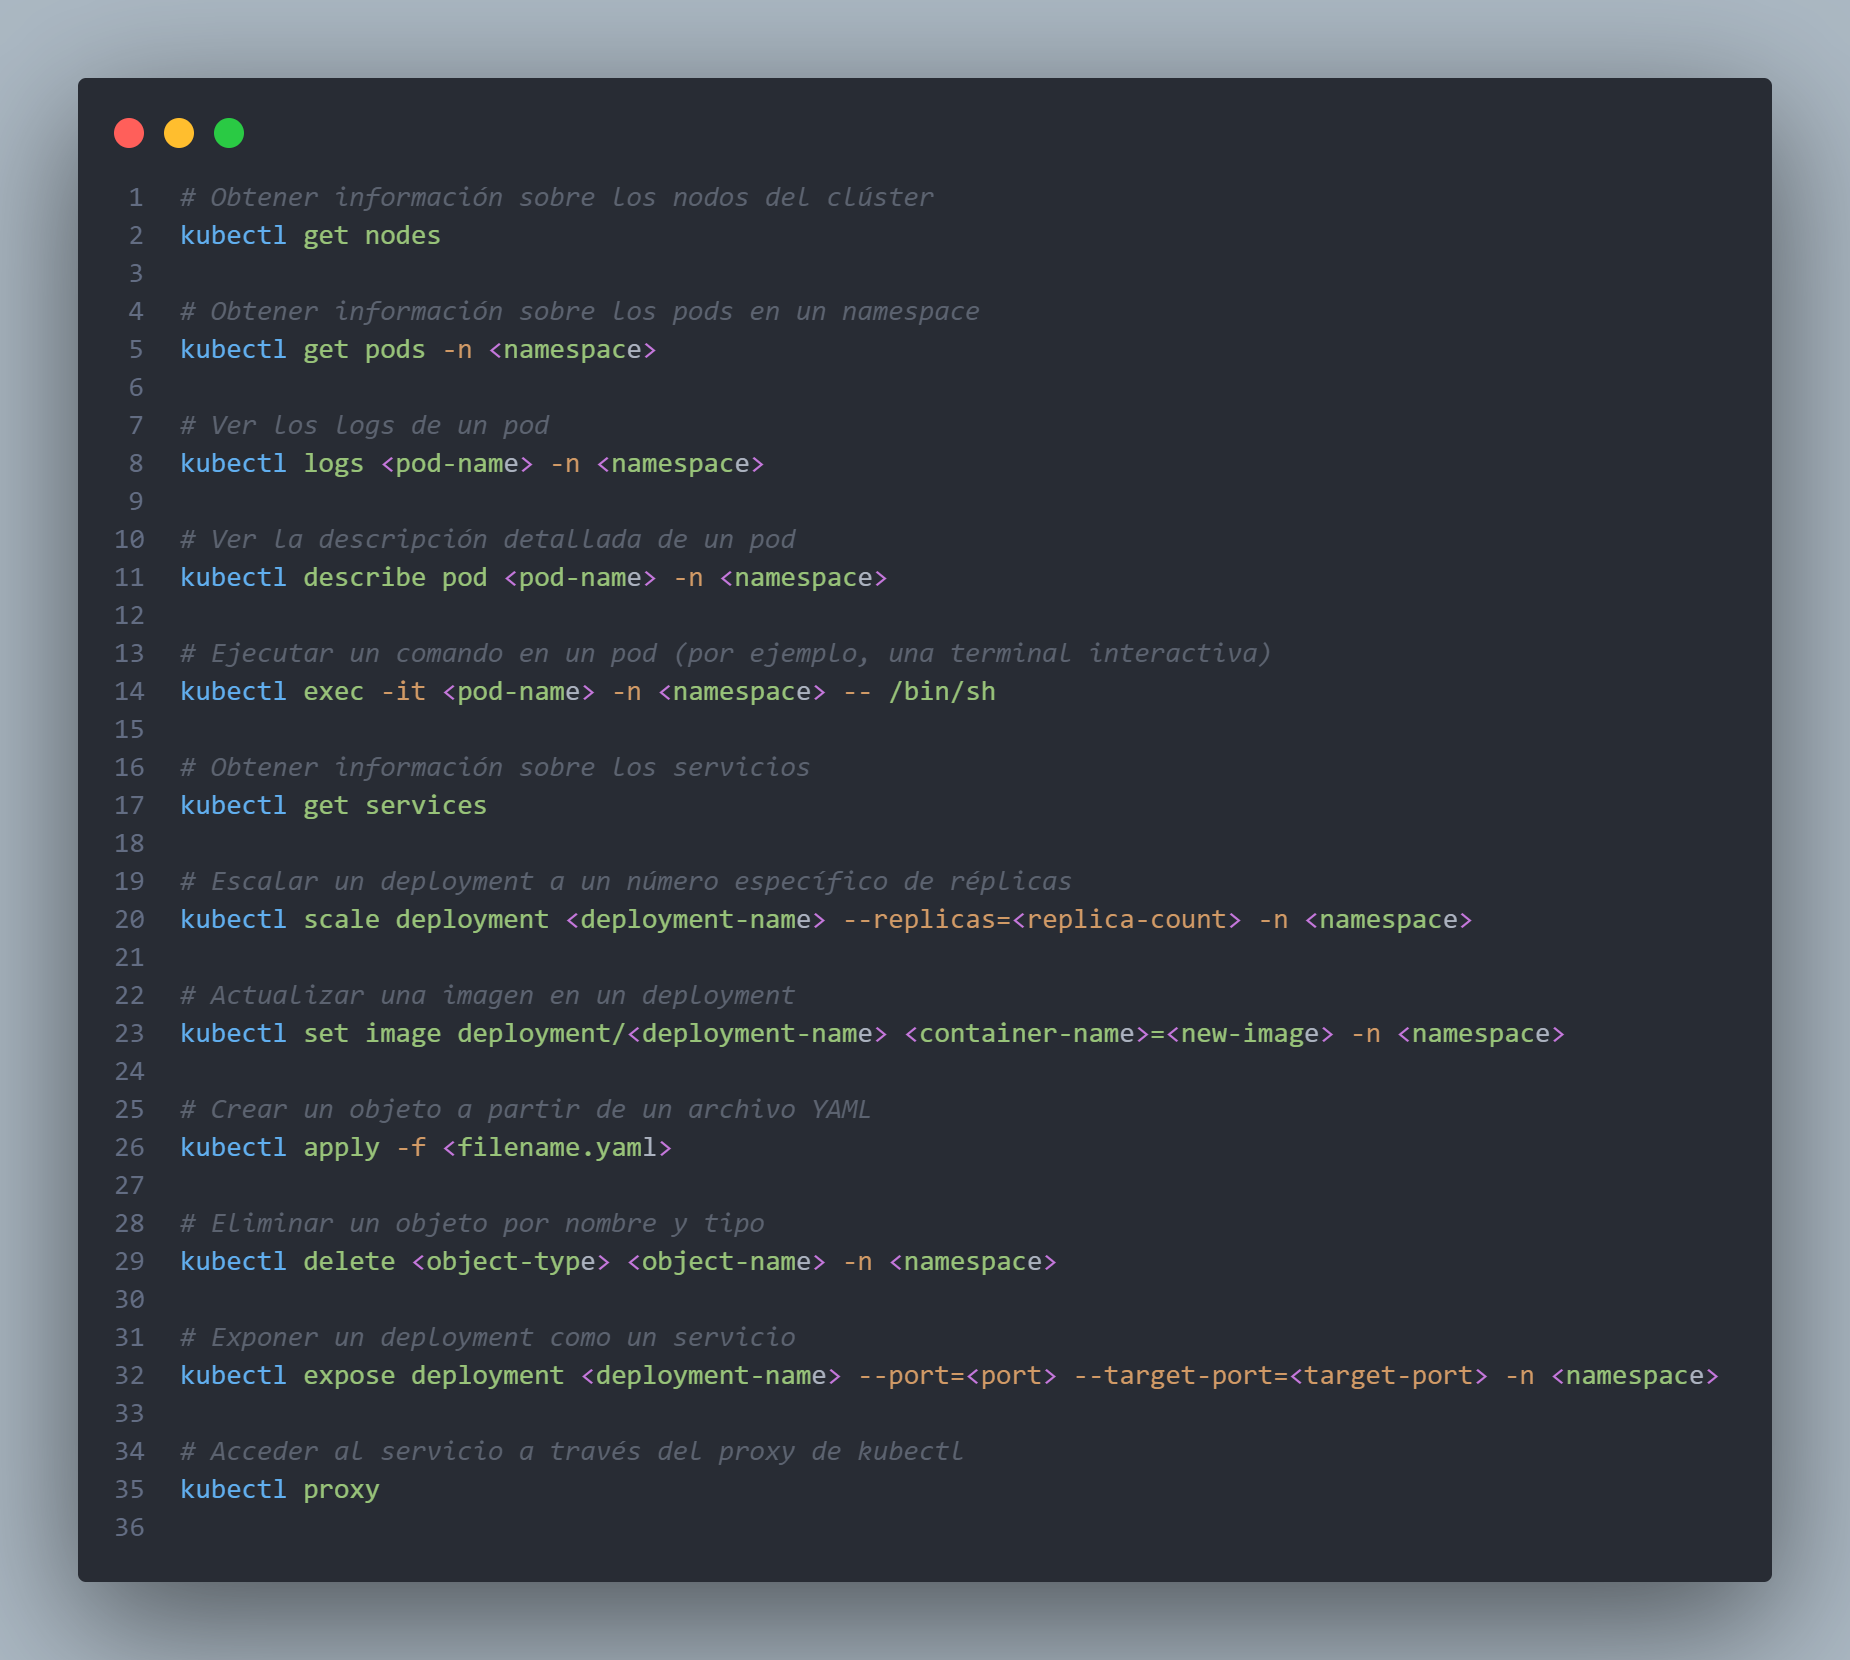 1 # Obtener información sobre los nodos del clúster
2 kubectl get nodes
3
4 # Obtener información sobre los pods en un namespace
5 kubectl get pods -n <namespace>
6
7 # Ver los logs de un pod
8 kubectl logs <pod-name> -n <namespace>
9
10 # Ver la descripción detallada de un pod
11 kubectl describe pod <pod-name> -n <namespace>
12
13 # Ejecutar un comando en un pod (por ejemplo, una terminal interactiva)
14 kubectl exec -it <pod-name> -n <namespace> -- /bin/sh
15
16 # Obtener información sobre los servicios
17 kubectl get services
18
19 # Escalar un deployment a un número específico de réplicas
20 kubectl scale deployment <deployment-name> --replicas=<replica-count> -n <namespace>
21
22 # Actualizar una imagen en un deployment
23 kubectl set image deployment/<deployment-name> <container-name>=<new-image> -n <namespace>
24
25 # Crear un objeto a partir de un archivo YAML
26 kubectl apply -f <filename.yaml>
27
28 # Eliminar un objeto por nombre y tipo
29 kubectl delete <object-type> <object-name> -n <namespace>
30
31 # Exponer un deployment como un servicio
32 kubectl expose deployment <deployment-name> --port=<port> --target-port=<target-port> -n <namespace>
33
34 # Acceder al servicio a través del proxy de kubectl
35 kubectl proxy
36